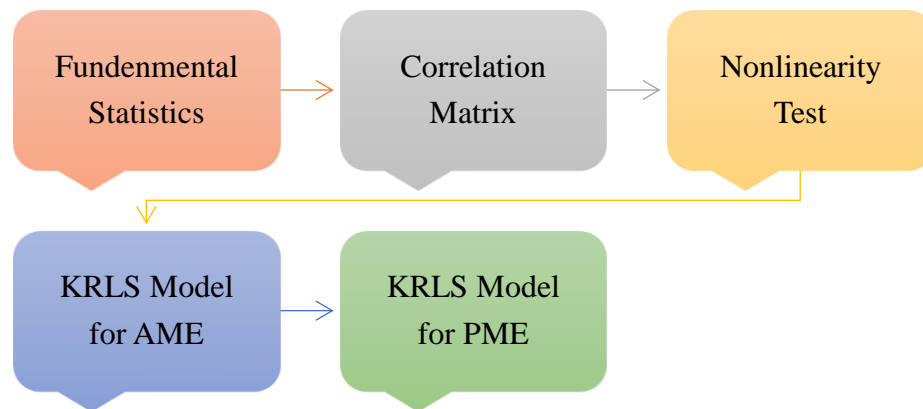 Fundenmental
Statistics
Correlation
Matrix
Nonlinearity
Test
KRLS Model
for AME
KRLS Model
for PME